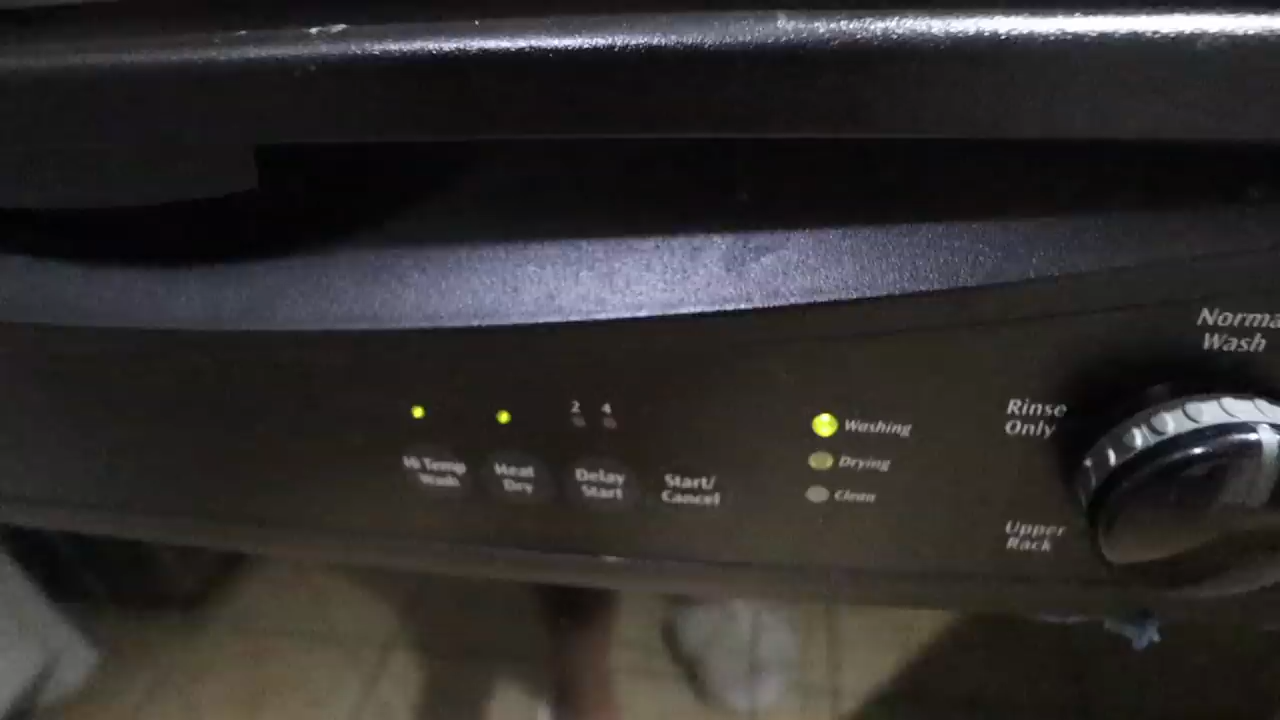 Norma
Wash
Rinse
Only
Upper
Rack
2 4
Hi Temp
Wash
Heat
Dry
Delay
Start
Start/
Cancel
Washing
Drying
Clean